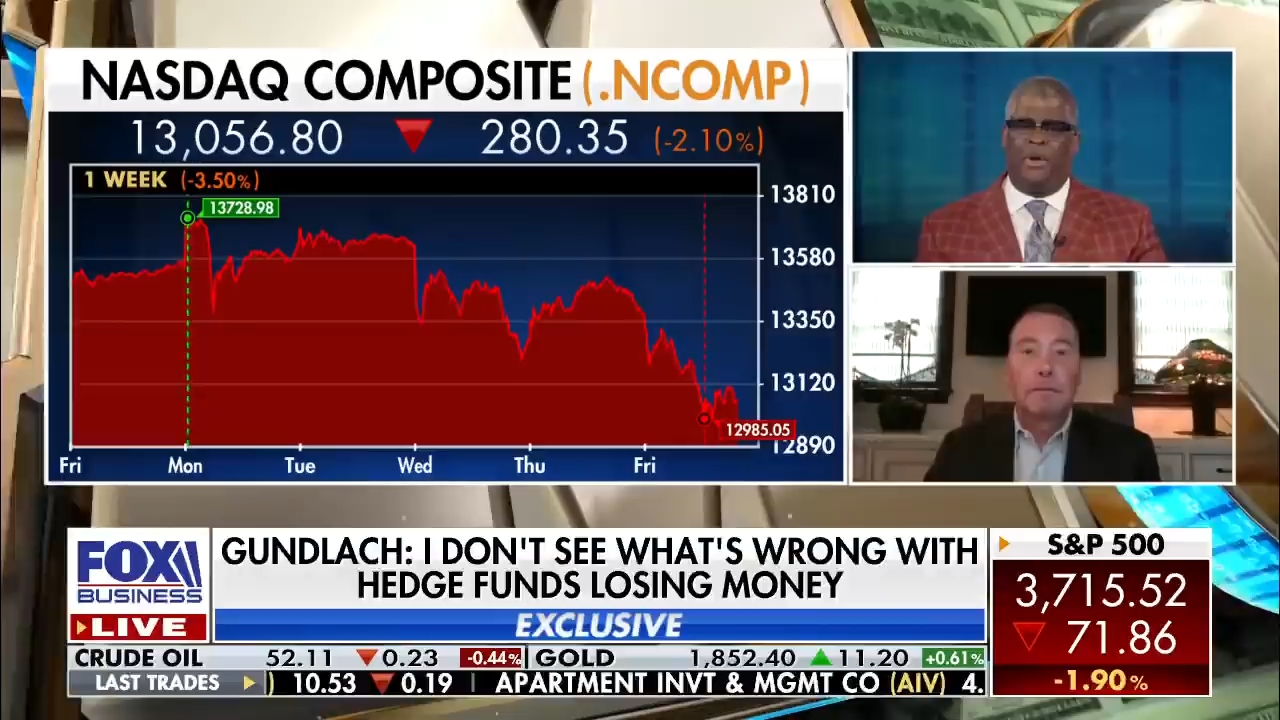 NASDAQ COMPOSITE (.NCOMP)
13,056.80 ▼ 280.35 (-2.10%)
1 WEEK (-3.50%)
13728.98
13810
13580
13350
13120
12890
12985.05
Fri Mon Tue Wed Thu Fri
FOX BUSINESS
LIVE
GUNDLACH: I DON'T SEE WHAT'S WRONG WITH
HEDGE FUNDS LOSING MONEY
EXCLUSIVE
S&P 500
3,715.52
▼ 71.86
-1.90%
CRUDE OIL 52.11 ▼ 0.23 -0.44% GOLD 1,852.40 ▲ 11.20 +0.61%
LAST TRADES ) 10.53 ▼ 0.19 APARTMENT INVT & MGMT CO (AIV) 4.